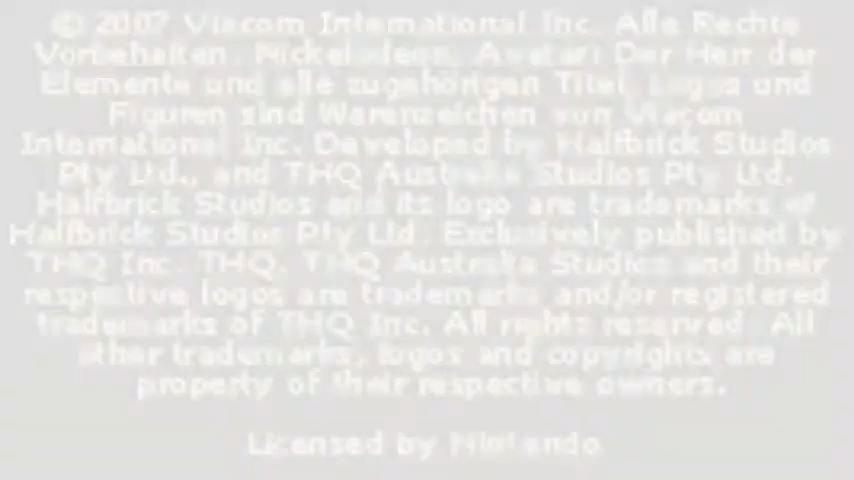 © 2007 Viacom International Inc. Alle Rechte
Vorbehalten. Nickelodeon, Avatar: Der Herr der
Elemente und alle zugehörigen Titel, Logos und
Figuren sind Warenzeichen von Viacom
International Inc. Developed by Halfbrick Studios
Pty Ltd., and THQ Australia Studios Pty Ltd.
Halfbrick Studios and its logo are trademarks of
Halfbrick Studios Pty Ltd. Exclusively published by
THQ Inc. THQ, THQ Australia Studios and their
respective logos are trademarks and/or registered
trademarks of THQ Inc. All rights reserved. All
other trademarks, logos and copyrights are
property of their respective owners.
Licensed by Nintendo